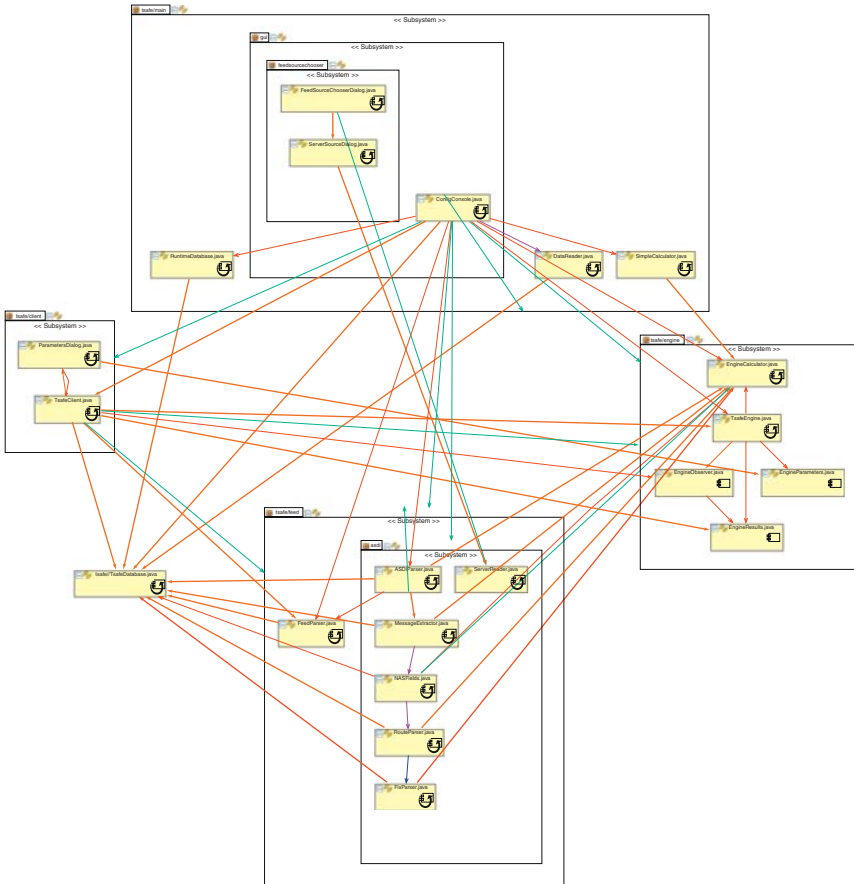 tsafe/main
<< Subsystem >>
gui
<< Subsystem >>
feedsourcechooser
<< Subsystem >>
FeedSourceChooserDialog.java
ServerSourceDialog.java
ConfigConsole.java
RuntimeDatabase.java
DataReader.java
SimpleCalculator.java
tsafe/client
<< Subsystem >>
ParametersDialog.java
TsafeClient.java
tsafe/engine
<< Subsystem >>
EngineCalculator.java
TsafeEngine.java
EngineObserver.java
EngineParameters.java
EngineResults.java
tsafe/feed
<< Subsystem >>
asdi
<< Subsystem >>
ASDIParser.java
ServerReader.java
tsafe/TsafeDatabase.java
FeedParser.java
MessageExtractor.java
NASFields.java
RouteParser.java
FixParser.java